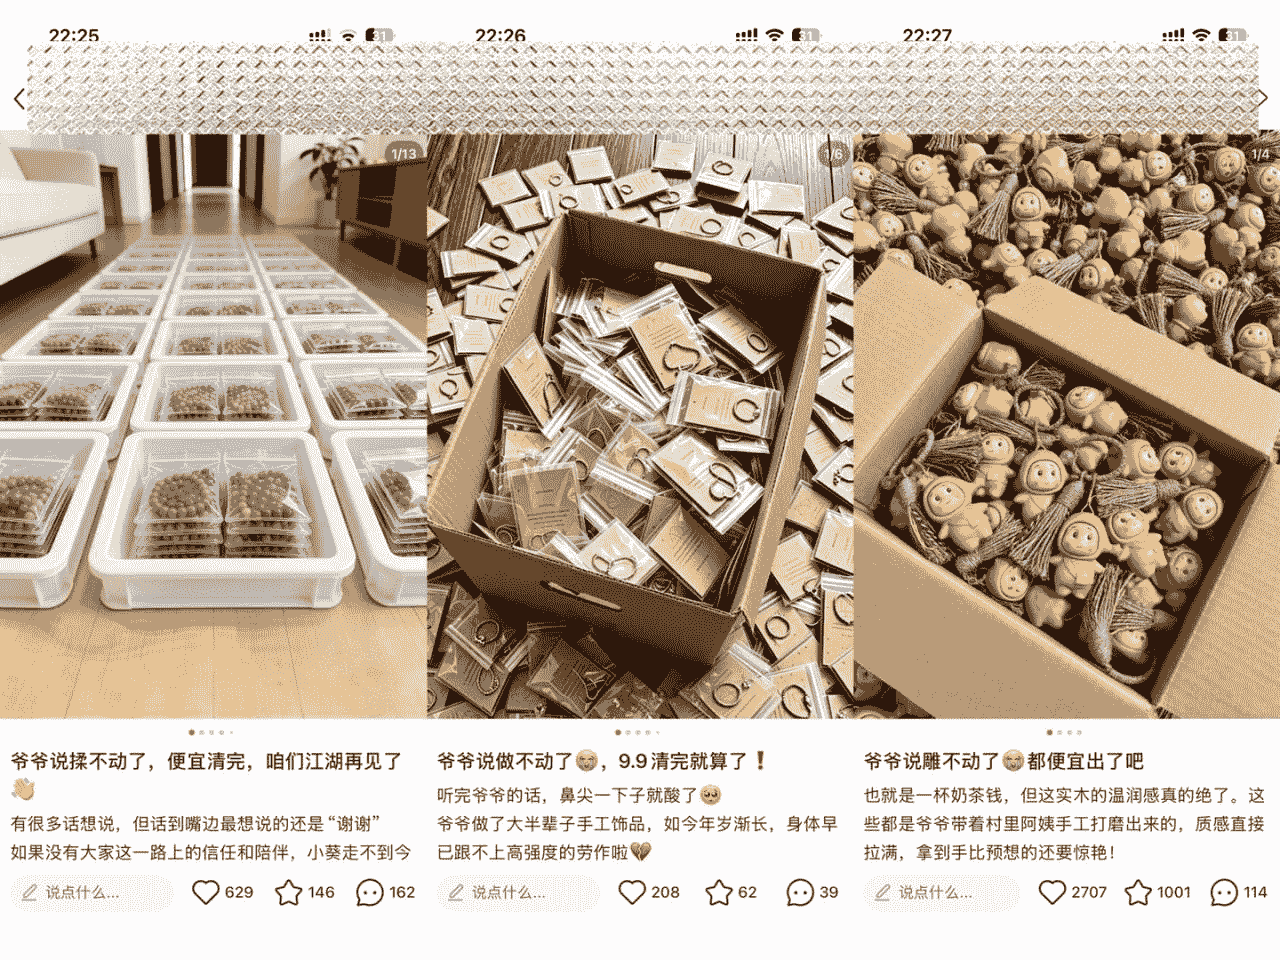 22:25
31
1/13
爷爷说揉不动了，便宜清完，咱们江湖再见了
👋
有很多话想说，但话到嘴边最想说的还是“谢谢”
如果没有大家这一路上的信任和陪伴，小葵走不到今
说点什么...
629
146
162
22:26
31
1/6
爷爷说做不动了😭，9.9清完就算了❗
听完爷爷的话，鼻尖一下子就酸了🥺
爷爷做了大半辈子手工饰品，如今年岁渐长，身体早
已跟不上高强度的劳作啦💔
说点什么...
208
62
39
22:27
31
1/4
爷爷说雕不动了😭都便宜出了吧
也就是一杯奶茶钱，但这实木的温润感真的绝了。这
些都是爷爷带着村里阿姨手工打磨出来的，质感直接
拉满，拿到手比预想的还要惊艳！
说点什么...
2707
1001
114